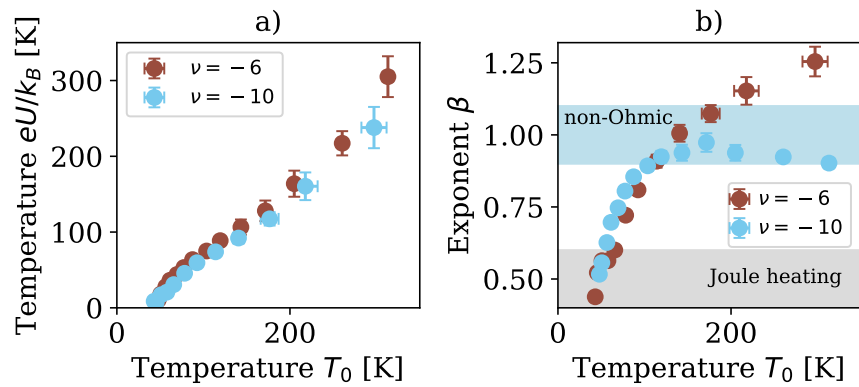 a)
Temperature eU/k_B [K]
300
200
100
0
ν = −6
ν = −10
0
200
Temperature T_0 [K]
b)
Exponent β
1.25
1.00
0.75
0.50
non-Ohmic
ν = −6
ν = −10
Joule heating
0
200
Temperature T_0 [K]